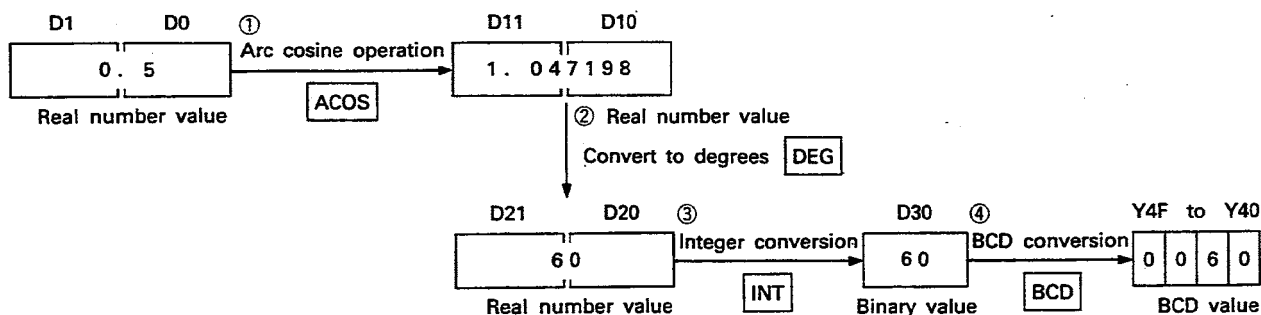 D1 D0 ① D11 D10
Arc cosine operation
0. 5 1. 047198
ACOS
Real number value ② Real number value
Convert to degrees DEG
D21 D20 ③ D30 ④ Y4F to Y40
Integer conversion BCD conversion
60 60 0 0 6 0
INT BCD
Real number value Binary value BCD value